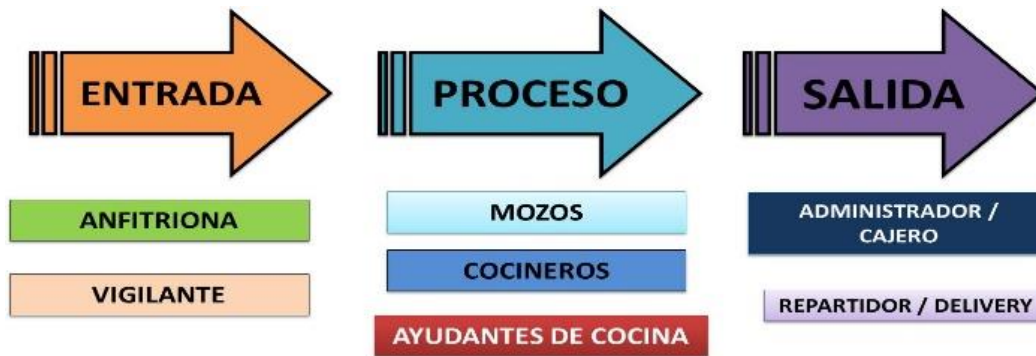 ENTRADA
PROCESO
SALIDA
ANFITRIONA
MOZOS
ADMINISTRADOR /
CAJERO
VIGILANTE
COCINEROS
REPARTIDOR / DELIVERY
AYUDANTES DE COCINA